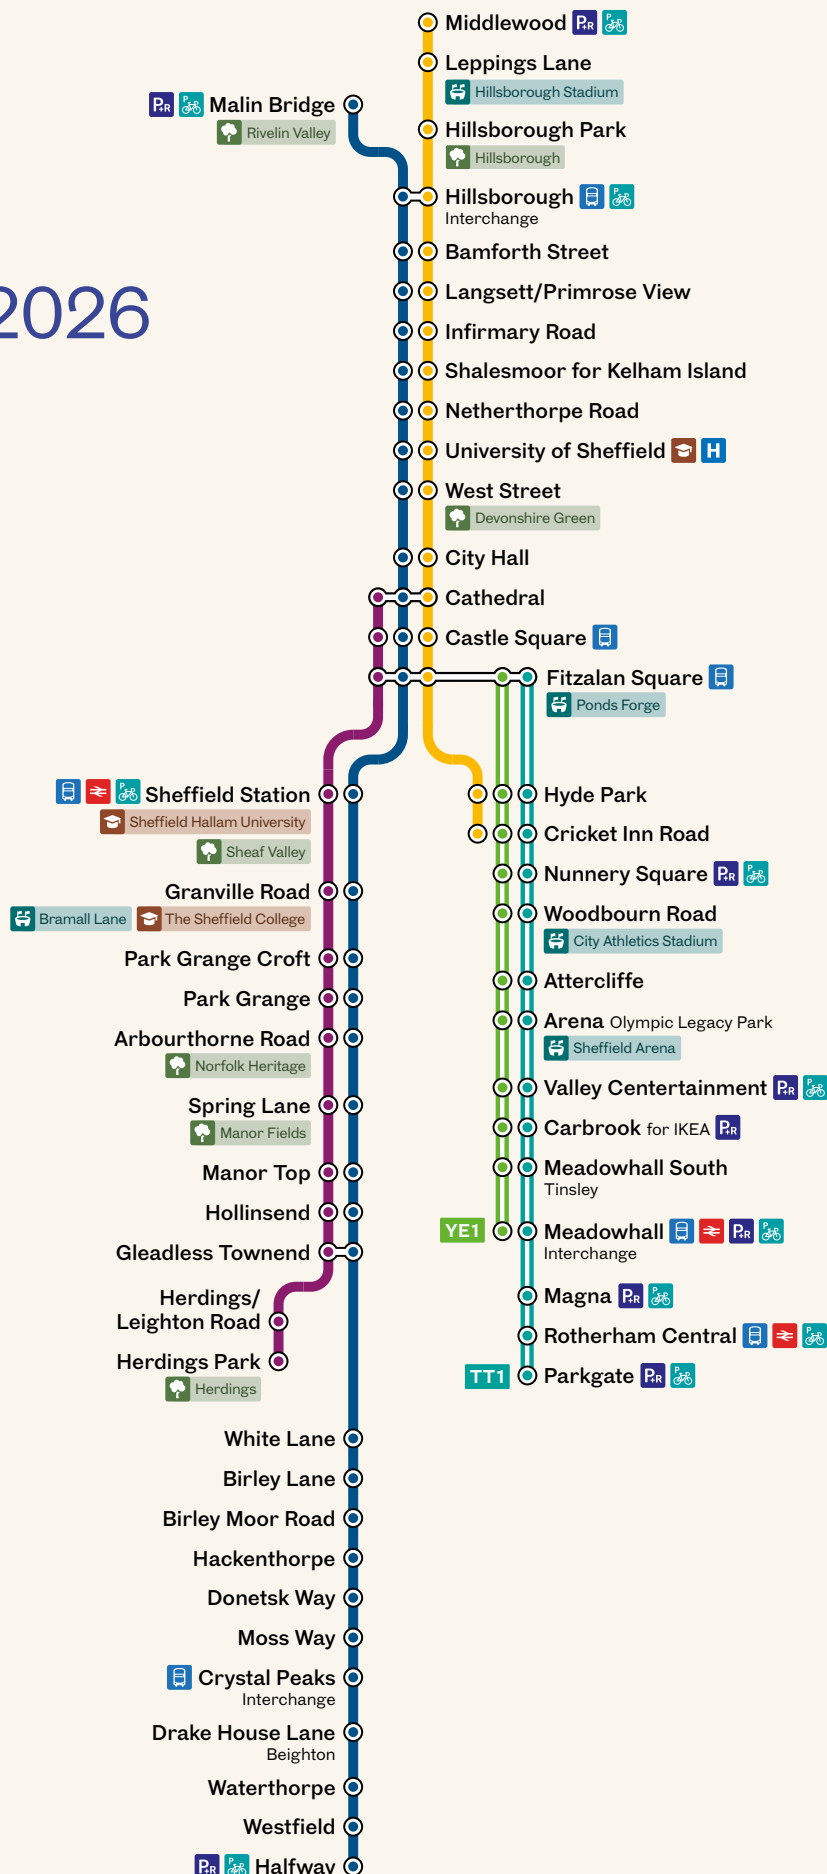 Middlewood P+R P
Leppings Lane
Hillsborough Stadium
P+R P Malin Bridge
Rivelin Valley
Hillsborough Park
Hillsborough
Hillsborough P
Interchange
Bamforth Street
2026
Langsett/Primrose View
Infirmary Road
Shalesmoor for Kelham Island
Netherthorpe Road
University of Sheffield H
West Street
Devonshire Green
City Hall
Cathedral
Castle Square
Fitzalan Square
Ponds Forge
P Sheffield Station
Sheffield Hallam University
Sheaf Valley
Hyde Park
Cricket Inn Road
Nunnery Square P+R P
Granville Road
Bramall Lane The Sheffield College
Woodbourn Road
City Athletics Stadium
Park Grange Croft
Attercliffe
Park Grange
Arena Olympic Legacy Park
Sheffield Arena
Arbourthorne Road
Norfolk Heritage
Valley Centertainment P+R P
Spring Lane
Manor Fields
Carbrook for IKEA P+R
Manor Top
Meadowhall South
Tinsley
Hollinsend
YE1 Meadowhall P+R P
Interchange
Gleadless Townend
Herdings/
Leighton Road
Magna P+R P
Rotherham Central P
Herdings Park
Herdings
TT1 Parkgate P+R P
White Lane
Birley Lane
Birley Moor Road
Hackenthorpe
Donetsk Way
Moss Way
Crystal Peaks
Interchange
Drake House Lane
Beighton
Waterthorpe
Westfield
P+R P Halfway